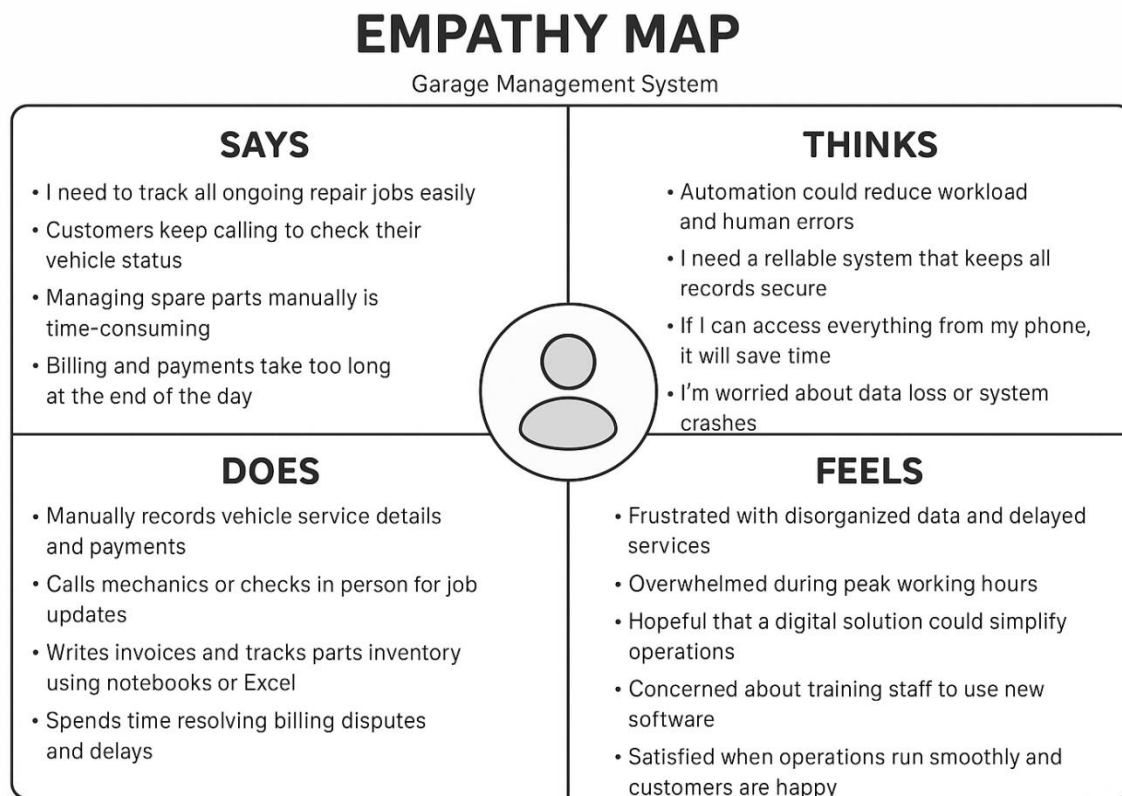 EMPATHY MAP
Garage Management System
SAYS
• I need to track all ongoing repair jobs easily
• Customers keep calling to check their
vehicle status
• Managing spare parts manually is
time-consuming
• Billing and payments take too long
at the end of the day
THINKS
• Automation could reduce workload
and human errors
• I need a rellable system that keeps all
records secure
• If I can access everything from my phone,
it will save time
• I'm worried about data loss or system
crashes
DOES
• Manually records vehicle service details
and payments
• Calls mechanics or checks in person for job
updates
• Writes invoices and tracks parts inventory
using notebooks or Excel
• Spends time resolving billing disputes
and delays
FEELS
• Frustrated with disorganized data and delayed
services
• Overwhelmed during peak working hours
• Hopeful that a digital solution could simplify
operations
• Concerned about training staff to use new
software
• Satisfied when operations run smoothly and
customers are happy